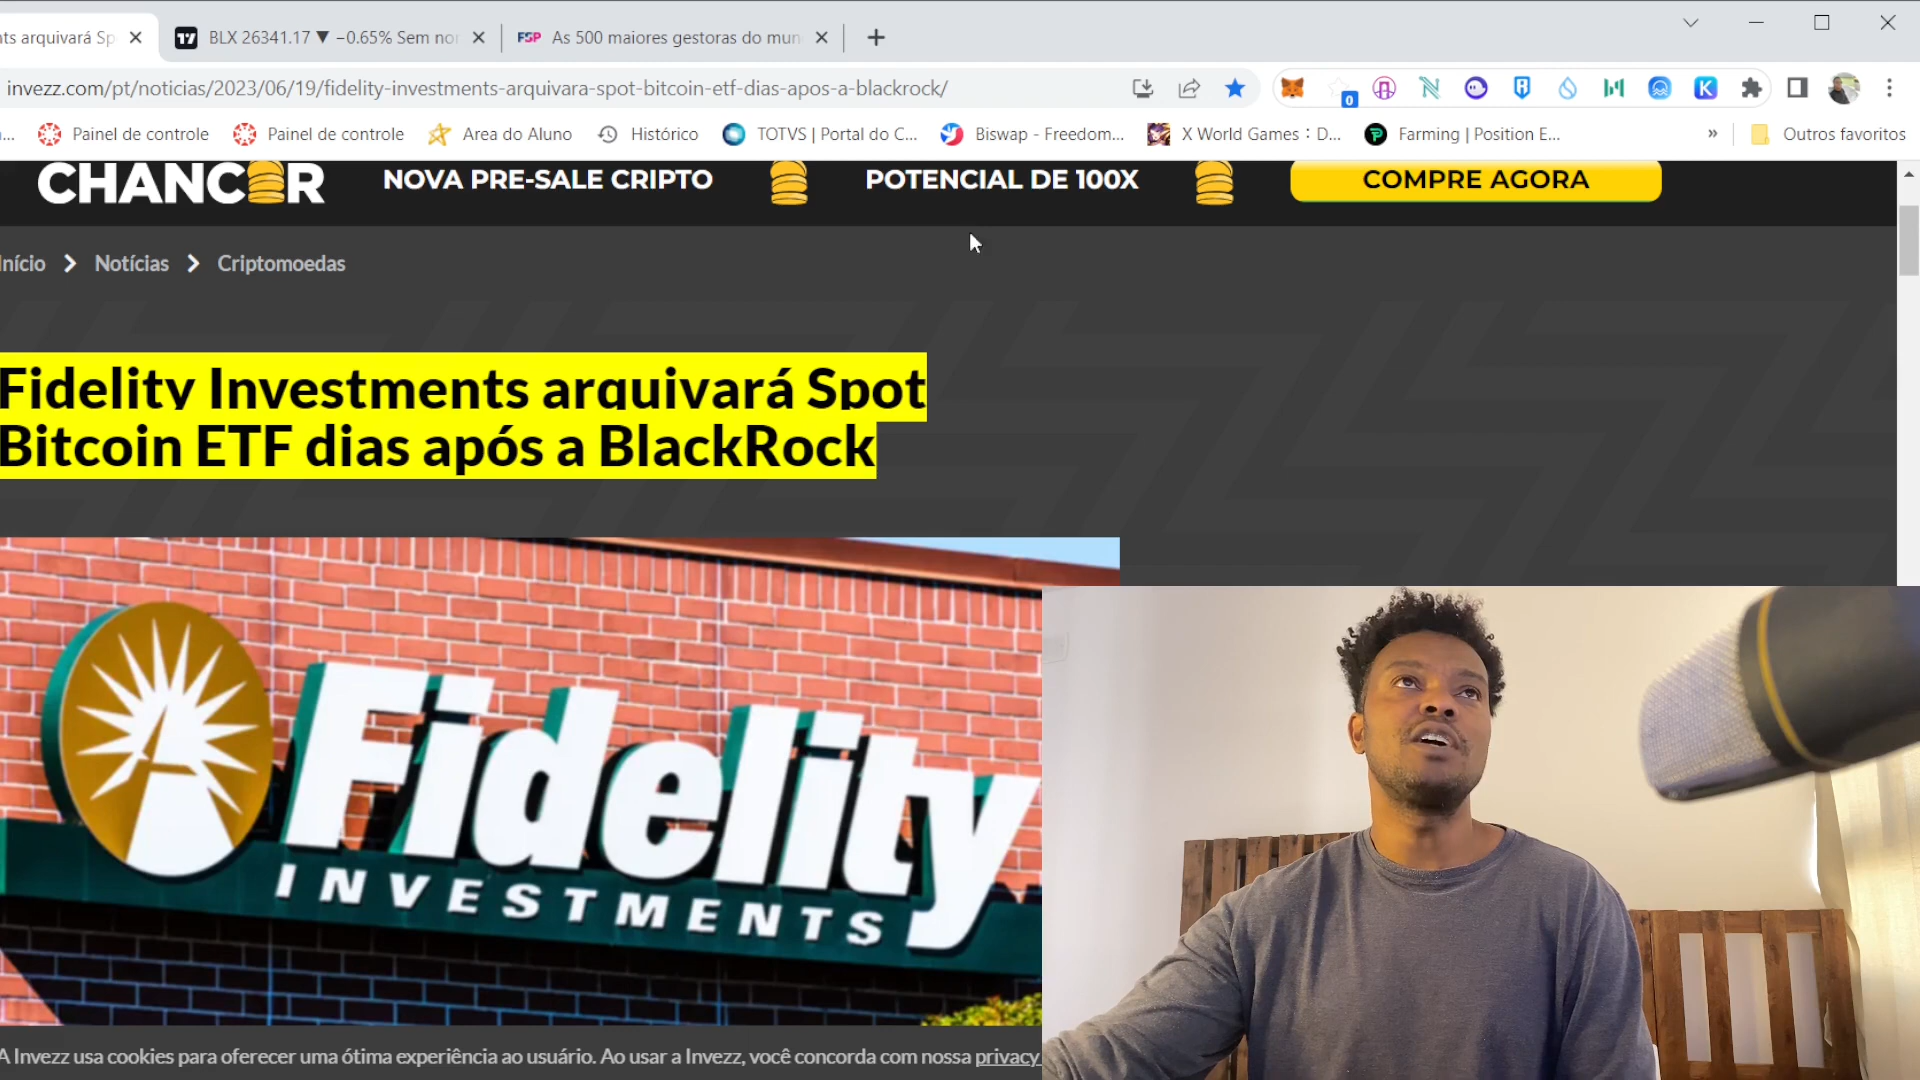 nts arquivará Sp
BLX 26341.17 ▼ −0.65% Sem nor
FSP As 500 maiores gestoras do mun
invezz.com/pt/noticias/2023/06/19/fidelity-investments-arquivara-spot-bitcoin-etf-dias-apos-a-blackrock/
0
K
... Painel de controle Painel de controle Area do Aluno Histórico TOTVS | Portal do C... Biswap - Freedom... X World Games : D... Farming | Position E... » Outros favoritos
CHANCER NOVA PRE-SALE CRIPTO POTENCIAL DE 100X COMPRE AGORA
Início > Notícias > Criptomoedas
Fidelity Investments arquivará Spot
Bitcoin ETF dias após a BlackRock
Fidelity
INVESTMENTS
A Invezz usa cookies para oferecer uma ótima experiência ao usuário. Ao usar a Invezz, você concorda com nossa privacy